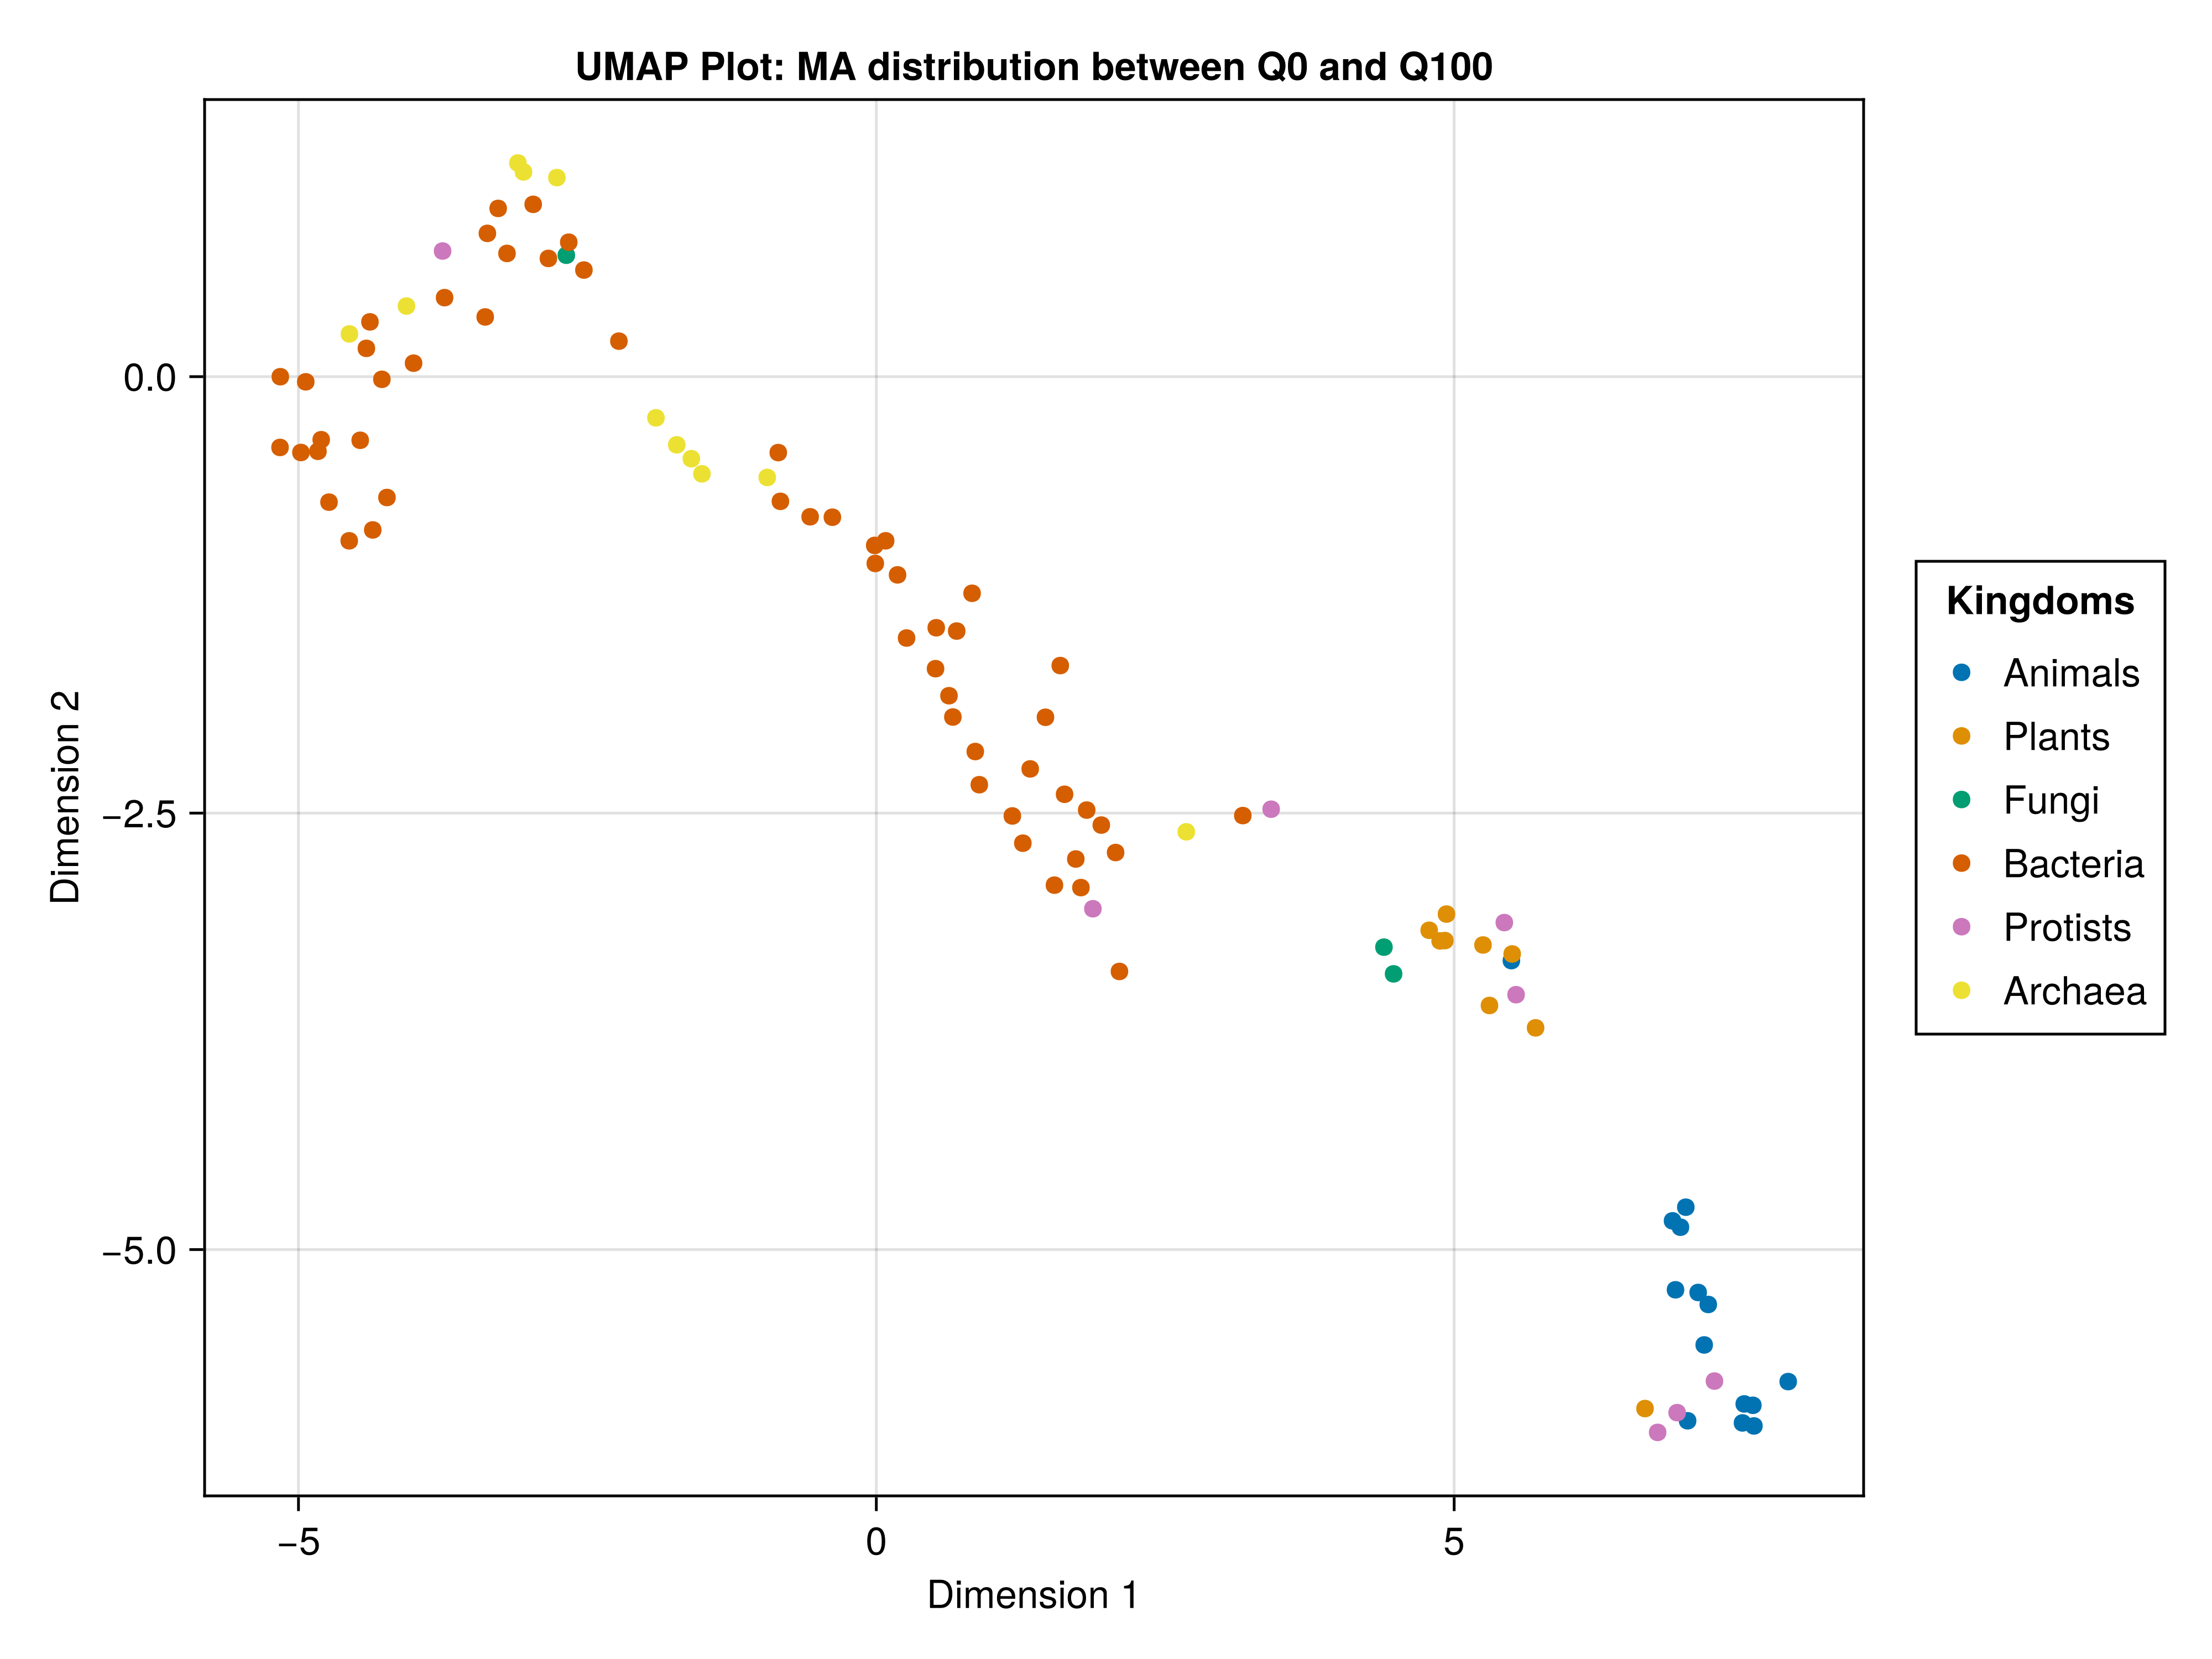 UMAP Plot: MA distribution between Q0 and Q100
0.0
−2.5
−5.0
Dimension 2
−5
0
5
Dimension 1
Kingdoms
Animals
Plants
Fungi
Bacteria
Protists
Archaea